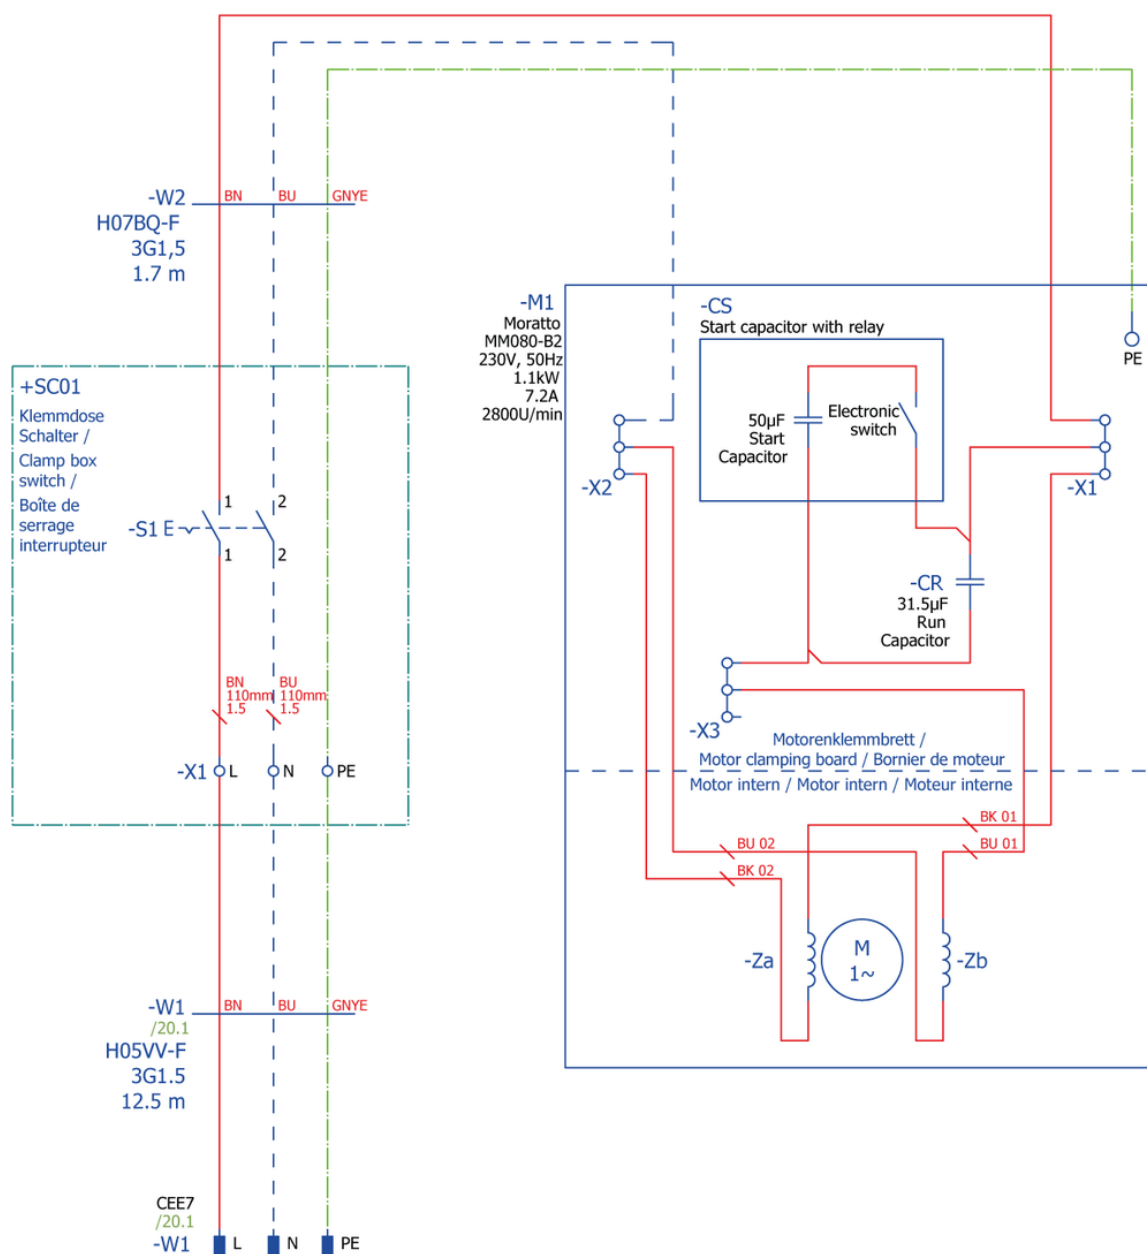 -W2
BN
BU
GNYE
H07BQ-F
3G1,5
1.7 m
-M1
Moratto
MM080-B2
230V, 50Hz
1.1kW
7.2A
2800U/min
-CS
Start capacitor with relay
50µF
Start
Capacitor
Electronic
switch
PE
-X2
-X1
-CR
31.5µF
Run
Capacitor
-X3
Motorenklemmbrett /
Motor clamping board / Bornier de moteur
Motor intern / Motor intern / Moteur interne
BK 01
BU 02
BU 01
BK 02
-Za
M
1~
-Zb
+SC01
Klemmdose
Schalter /
Clamp box
switch /
Boîte de
serrage
interrupteur
1
2
-S1 E
1
2
BN
110mm
1.5
BU
110mm
1.5
-X1
L
N
PE
-W1
BN
BU
GNYE
/20.1
H05VV-F
3G1.5
12.5 m
CEE7
/20.1
-W1
L
N
PE